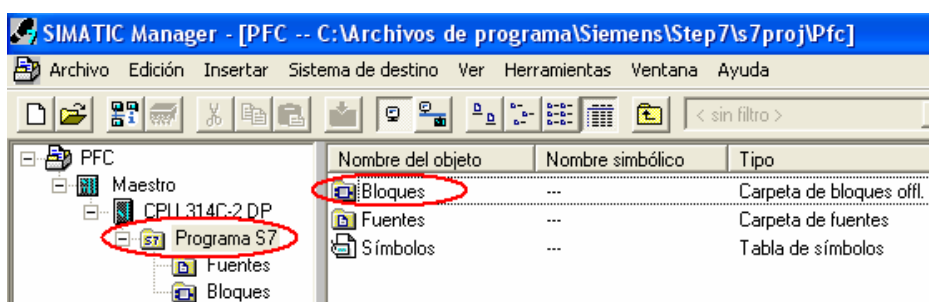 SIMATIC Manager - [PFC -- C:\Archivos de programa\Siemens\Step7\s7proj\Pfc]
Archivo Edición Insertar Sistema de destino Ver Herramientas Ventana Ayuda
< sin filtro >
PFC
Maestro
CPU 314C-2 DP
Programa S7
Fuentes
Bloques
Nombre del objeto Nombre simbólico Tipo
Bloques --- Carpeta de bloques offl.
Fuentes --- Carpeta de fuentes
Símbolos --- Tabla de símbolos